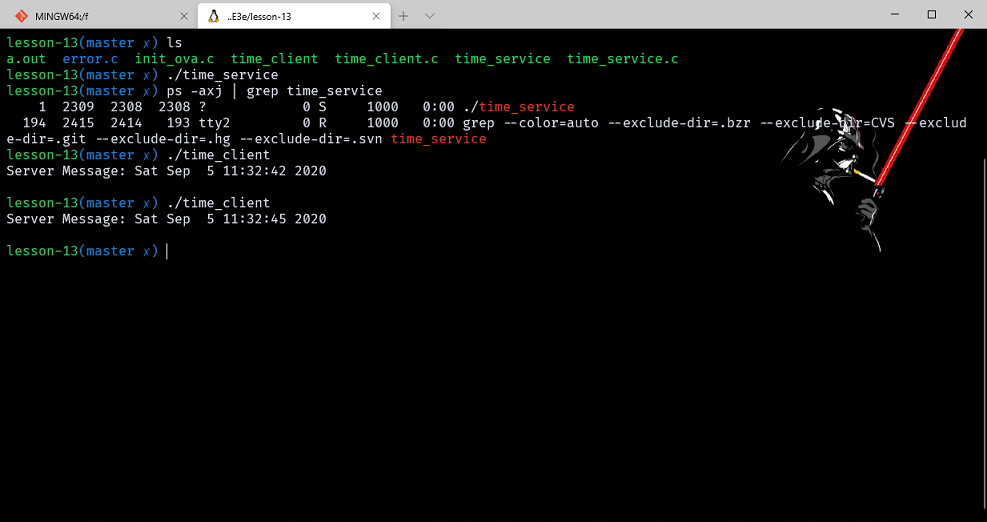 MINGW64:/f
..E3e/lesson-13
lesson-13(master x) ls
a.out  error.c  init_ova.c  time_client  time_client.c  time_service  time_service.c
lesson-13(master x) ./time_service
lesson-13(master x) ps -axj | grep time_service
    1  2309  2308  2308 ?            0 S     1000   0:00 ./time_service
  194  2415  2414   193 tty2         0 R     1000   0:00 grep --color=auto --exclude-dir=.bzr --exclude-dir=CVS --exclud
e-dir=.git --exclude-dir=.hg --exclude-dir=.svn time_service
lesson-13(master x) ./time_client
Server Message: Sat Sep  5 11:32:42 2020
lesson-13(master x) ./time_client
Server Message: Sat Sep  5 11:32:45 2020
lesson-13(master x)